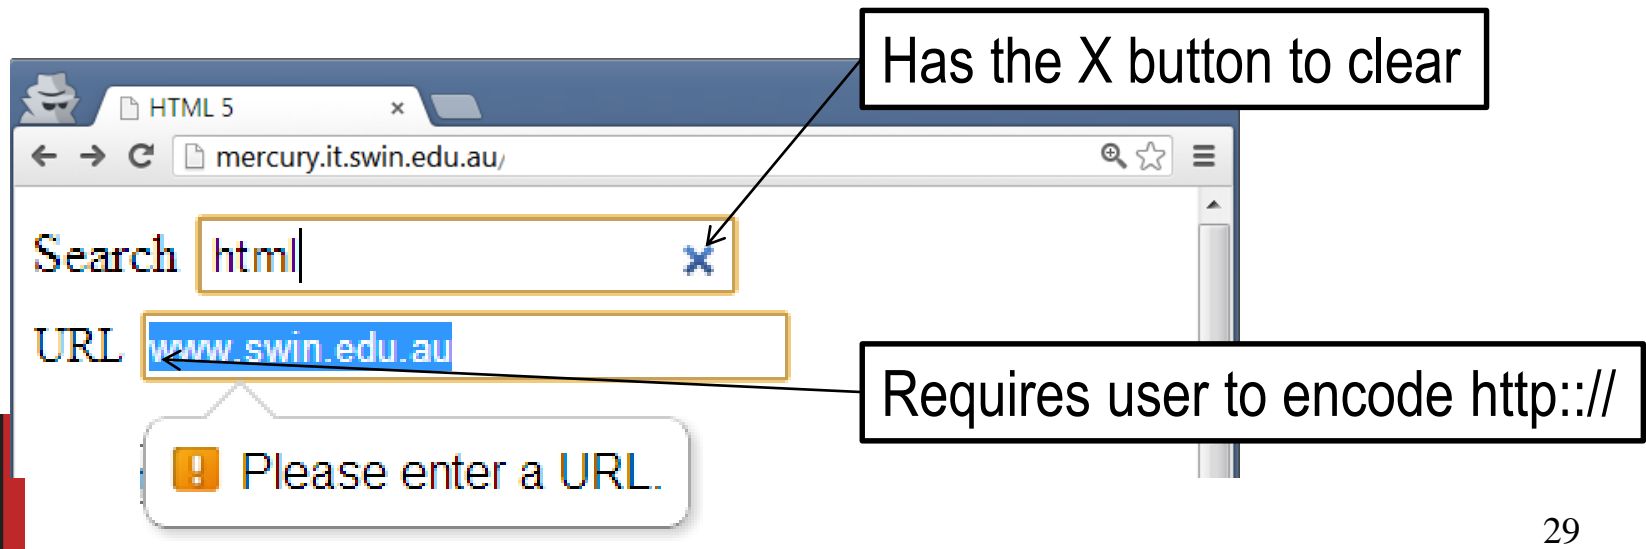 Has the X button to clear
HTML 5
mercury.it.swin.edu.au/
Search html
URL www.swin.edu.au
Requires user to encode http:://
Please enter a URL.
29